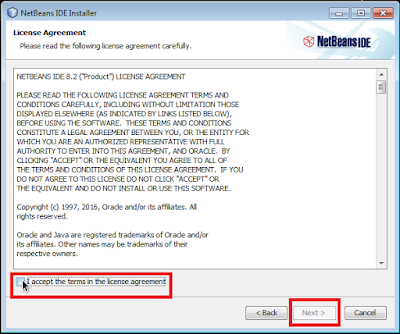 NetBeans IDE Installer
License Agreement
Please read the following license agreement carefully.
NetBeans IDE
NETBEANS IDE 8.2 ("Product") LICENSE AGREEMENT
PLEASE READ THE FOLLOWING LICENSE AGREEMENT TERMS AND
CONDITIONS CAREFULLY, INCLUDING WITHOUT LIMITATION THOSE
DISPLAYED ELSEWHERE (AS INDICATED BY LINKS LISTED BELOW),
BEFORE USING THE SOFTWARE. THESE TERMS AND CONDITIONS
CONSTITUTE A LEGAL AGREEMENT BETWEEN YOU, OR THE ENTITY FOR
WHICH YOU ARE AN AUTHORIZED REPRESENTATIVE WITH FULL
AUTHORITY TO ENTER INTO THIS AGREEMENT, AND ORACLE. BY
CLICKING "ACCEPT" OR THE EQUIVALENT YOU AGREE TO ALL OF
THE TERMS AND CONDITIONS OF THIS LICENSE AGREEMENT. IF YOU
DO NOT AGREE TO THIS LICENSE DO NOT CLICK "ACCEPT" OR
THE EQUIVALENT AND DO NOT INSTALL OR USE THIS SOFTWARE.
Copyright (c) 1997, 2016, Oracle and/or its affiliates. All
rights reserved.
Oracle and Java are registered trademarks of Oracle and/or
its affiliates. Other names may be trademarks of their
respective owners.
I accept the terms in the license agreement
< Back
Next >
Cancel